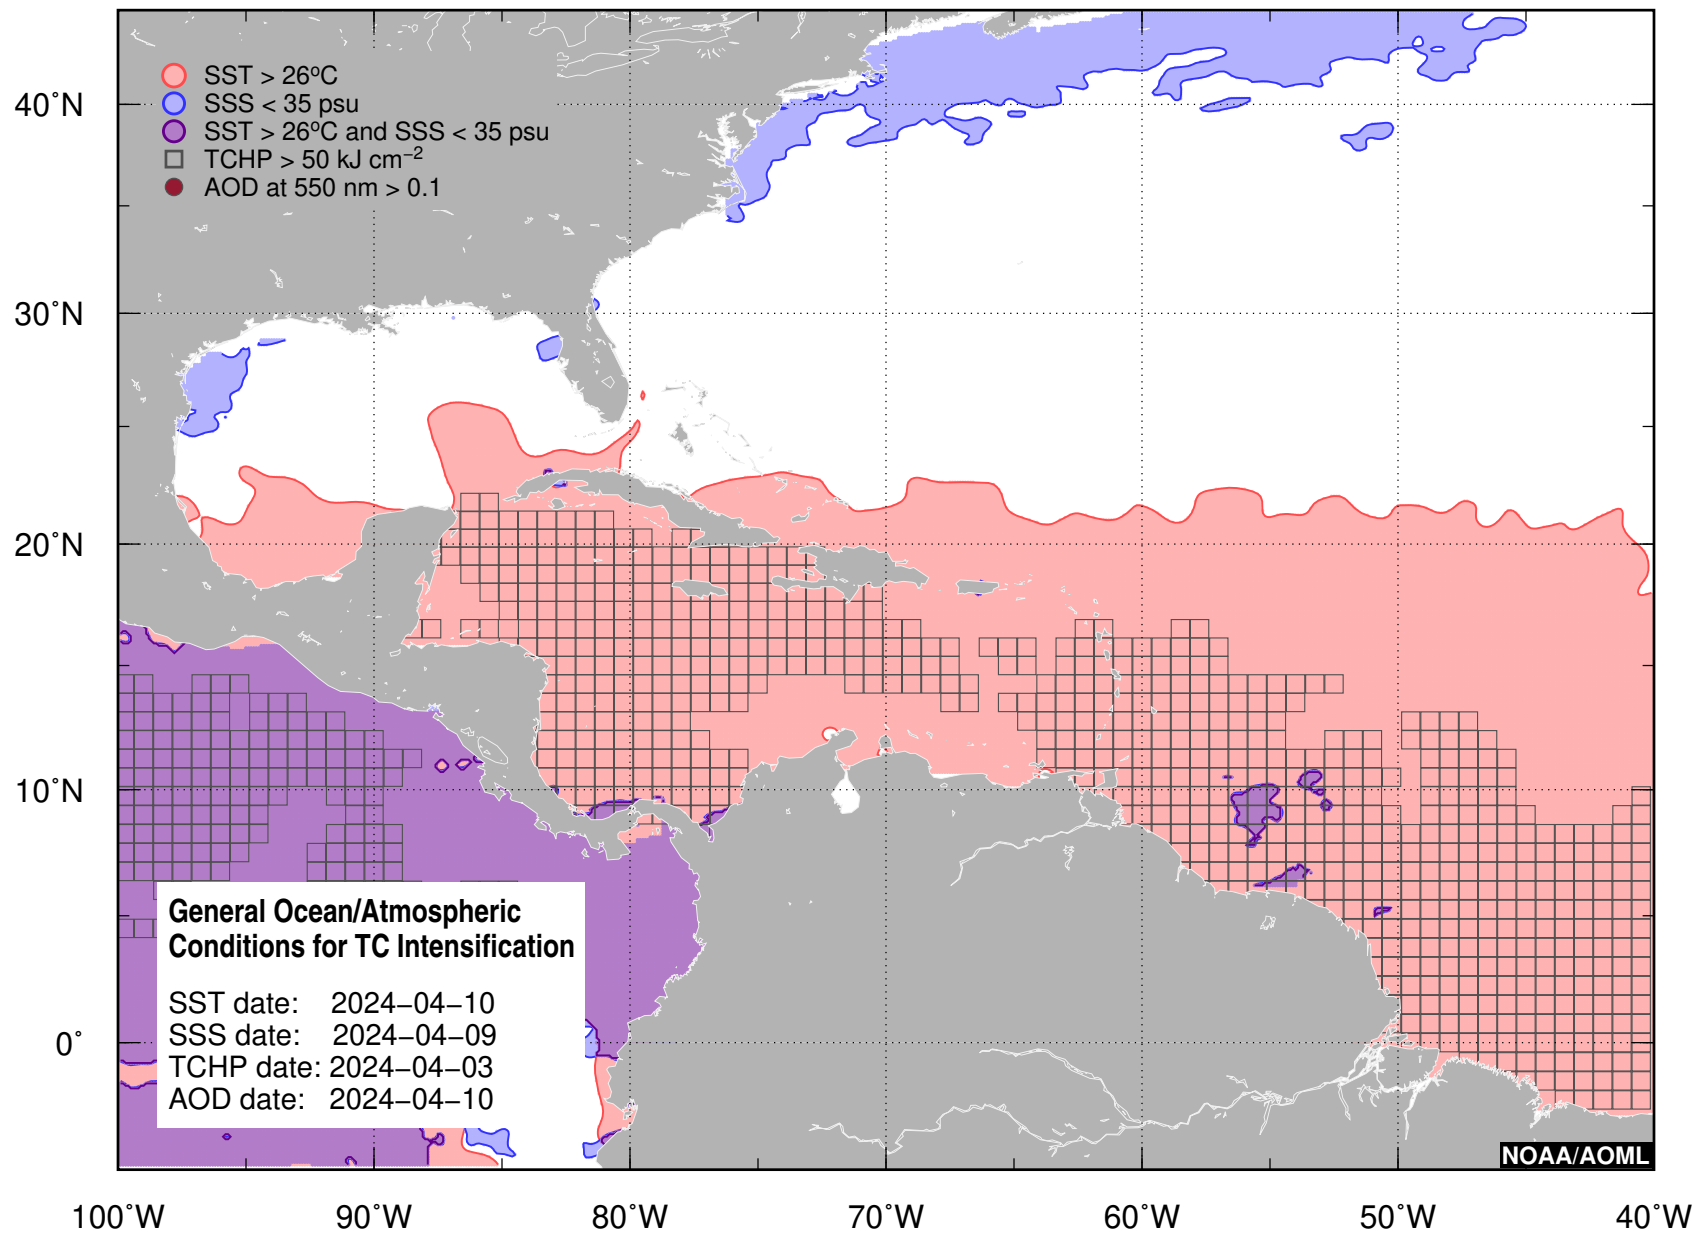 SST > 26ºC
SSS < 35 psu
SST > 26ºC and SSS < 35 psu
TCHP > 50 kJ cm⁻²
AOD at 550 nm > 0.1
40˚N
30˚N
20˚N
10˚N
0˚
General Ocean/Atmospheric
Conditions for TC Intensification
SST date: 2024−04−10
SSS date: 2024−04−09
TCHP date: 2024−04−03
AOD date: 2024−04−10
NOAA/AOML
100˚W 90˚W 80˚W 70˚W 60˚W 50˚W 40˚W